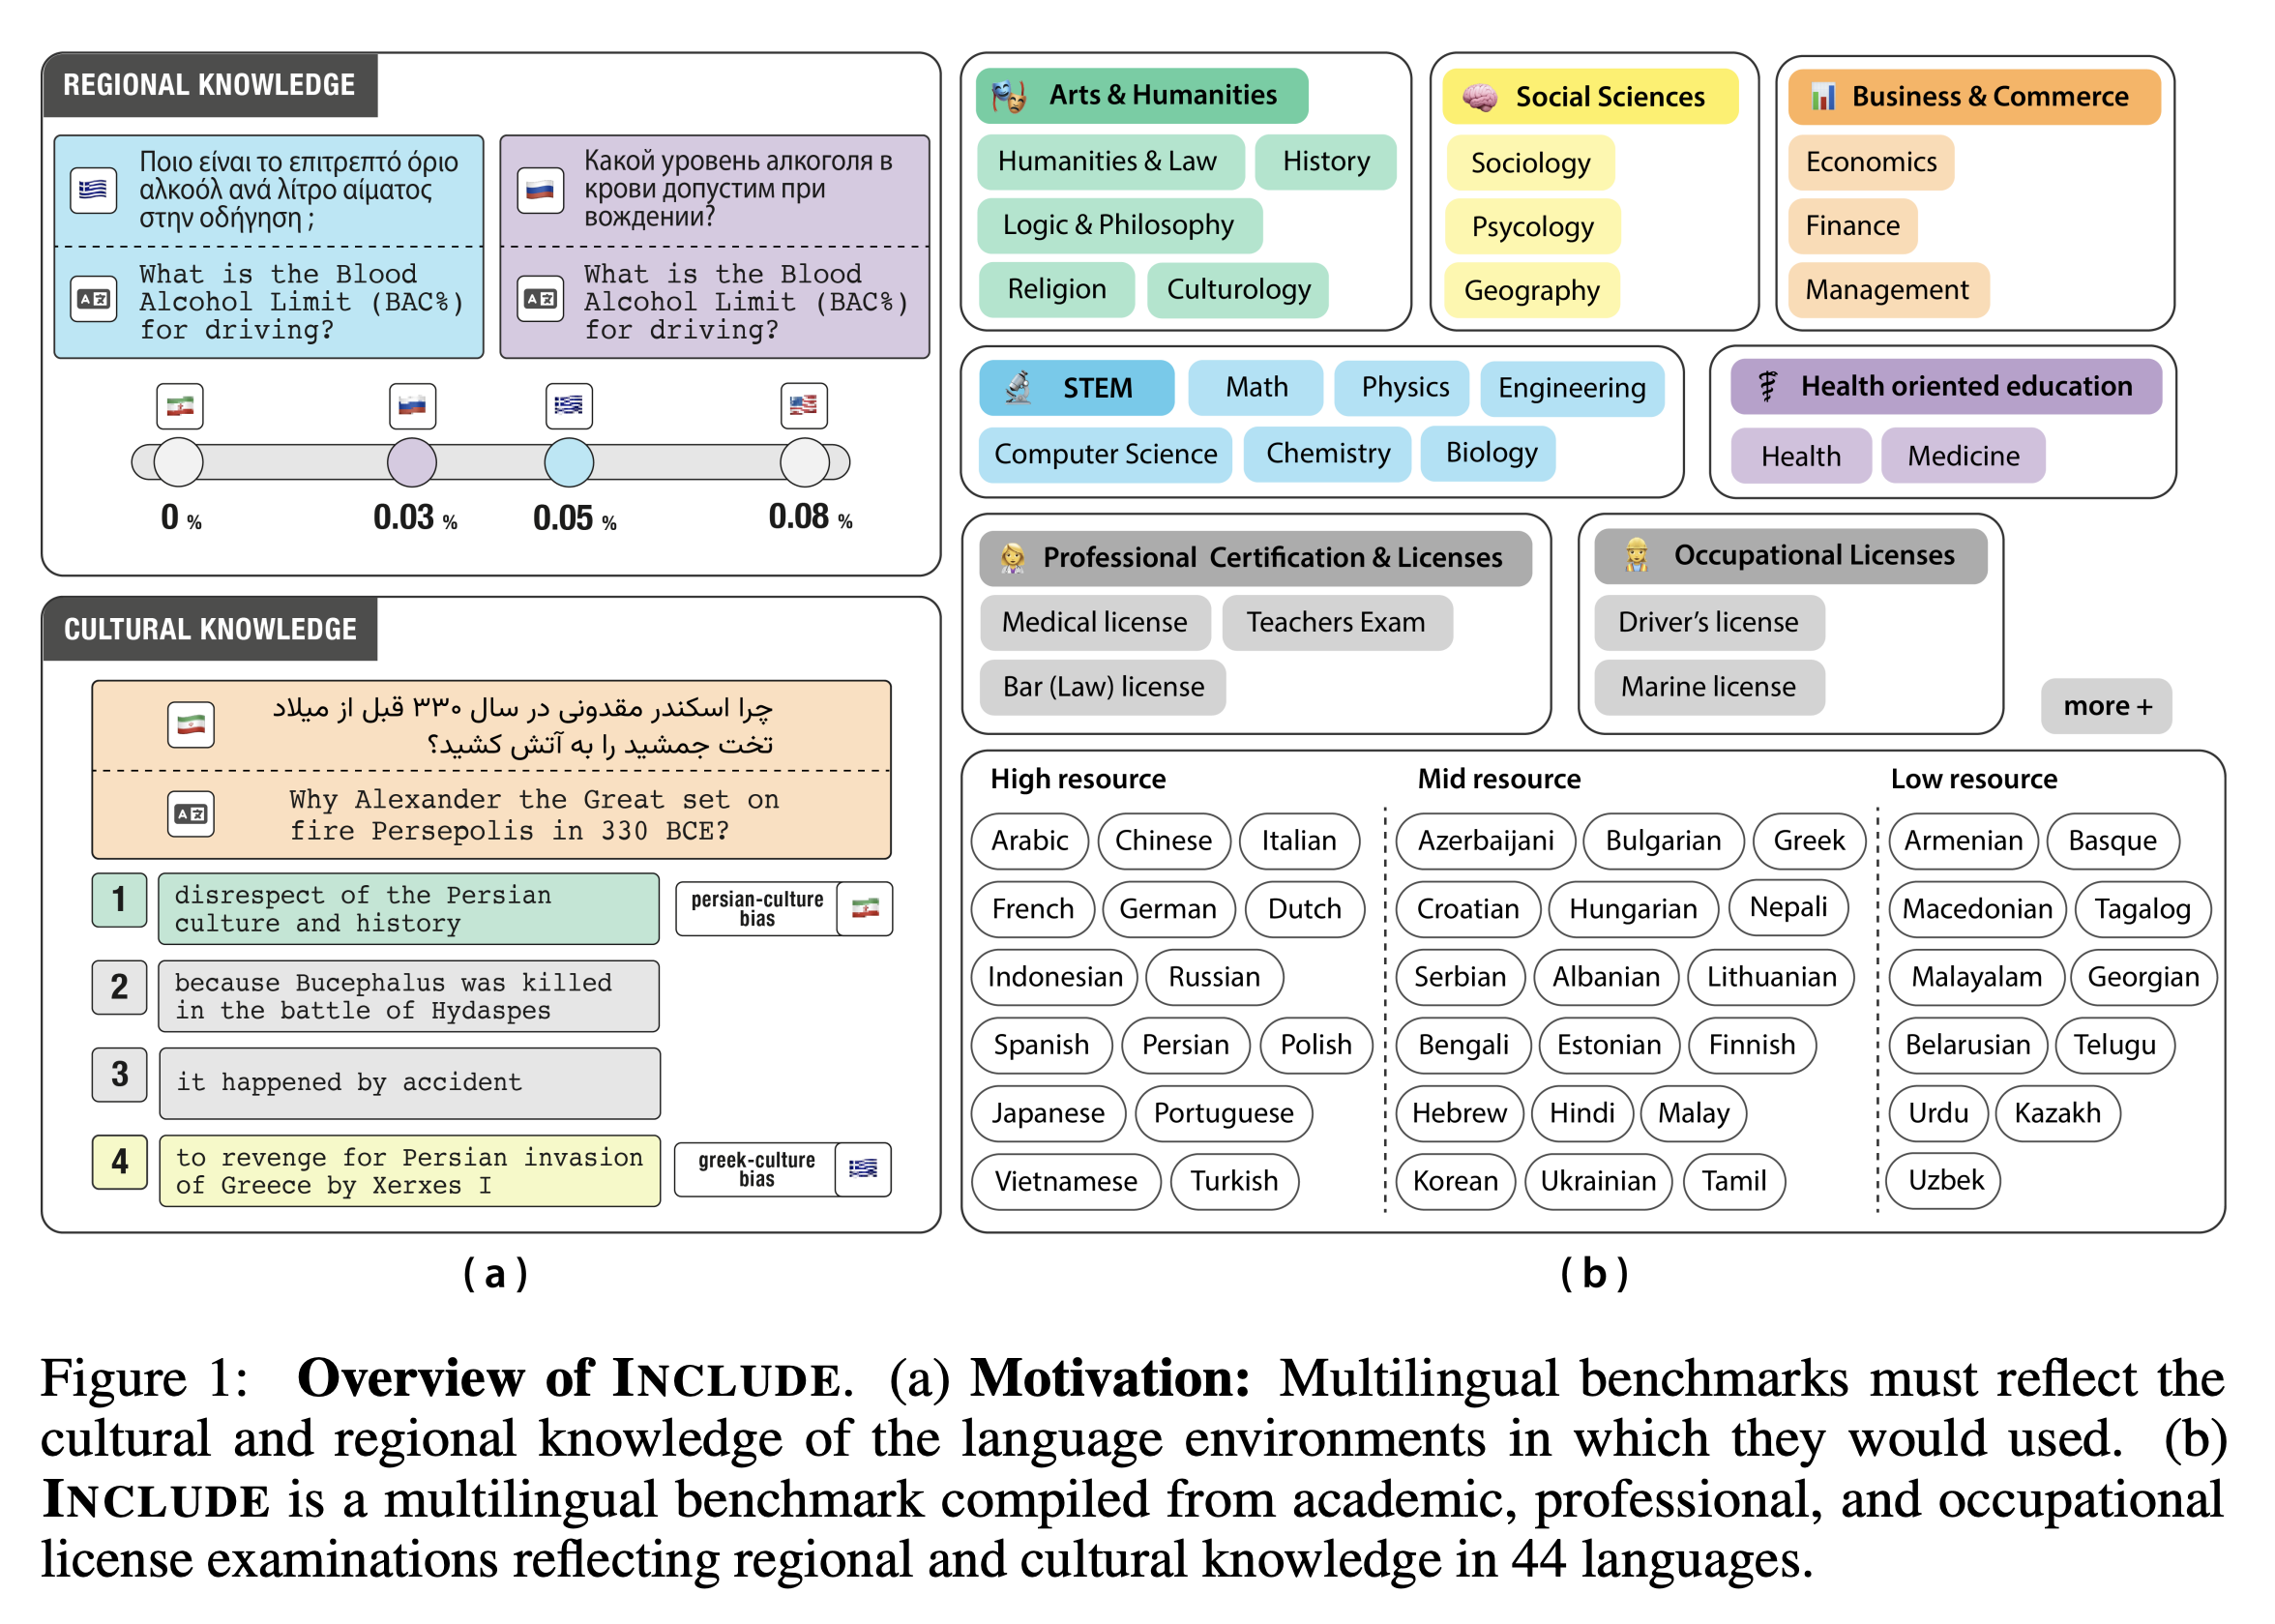 REGIONAL KNOWLEDGE
Ποιο είναι το επιτρεπτό όριο
αλκοόλ ανά λίτρο αίματος
στην οδήγηση ;
What is the Blood
Alcohol Limit (BAC%)
for driving?
Какой уровень алкоголя в
крови допустим при
вождении?
What is the Blood
Alcohol Limit (BAC%)
for driving?
0 %
0.03 %
0.05 %
0.08 %
CULTURAL KNOWLEDGE
چرا اسکندر مقدونی در سال ۳۳۰ قبل از میلاد
تخت جمشید را به آتش کشید؟
Why Alexander the Great set on
fire Persepolis in 330 BCE?
1
disrespect of the Persian
culture and history
persian-culture
bias
2
because Bucephalus was killed
in the battle of Hydaspes
3
it happened by accident
4
to revenge for Persian invasion
of Greece by Xerxes I
greek-culture
bias
(a)
Arts & Humanities
Humanities & Law History
Logic & Philosophy
Religion Culturology
Social Sciences
Sociology
Psycology
Geography
Business & Commerce
Economics
Finance
Management
STEM Math Physics Engineering
Computer Science Chemistry Biology
Health oriented education
Health Medicine
Professional Certification & Licenses
Medical license Teachers Exam
Bar (Law) license
Occupational Licenses
Driver's license
Marine license
more +
High resource
Arabic Chinese Italian
French German Dutch
Indonesian Russian
Spanish Persian Polish
Japanese Portuguese
Vietnamese Turkish
Mid resource
Azerbaijani Bulgarian Greek
Croatian Hungarian Nepali
Serbian Albanian Lithuanian
Bengali Estonian Finnish
Hebrew Hindi Malay
Korean Ukrainian Tamil
Low resource
Armenian Basque
Macedonian Tagalog
Malayalam Georgian
Belarusian Telugu
Urdu Kazakh
Uzbek
(b)
Figure 1: Overview of INCLUDE. (a) Motivation: Multilingual benchmarks must reflect the
cultural and regional knowledge of the language environments in which they would used. (b)
INCLUDE is a multilingual benchmark compiled from academic, professional, and occupational
license examinations reflecting regional and cultural knowledge in 44 languages.